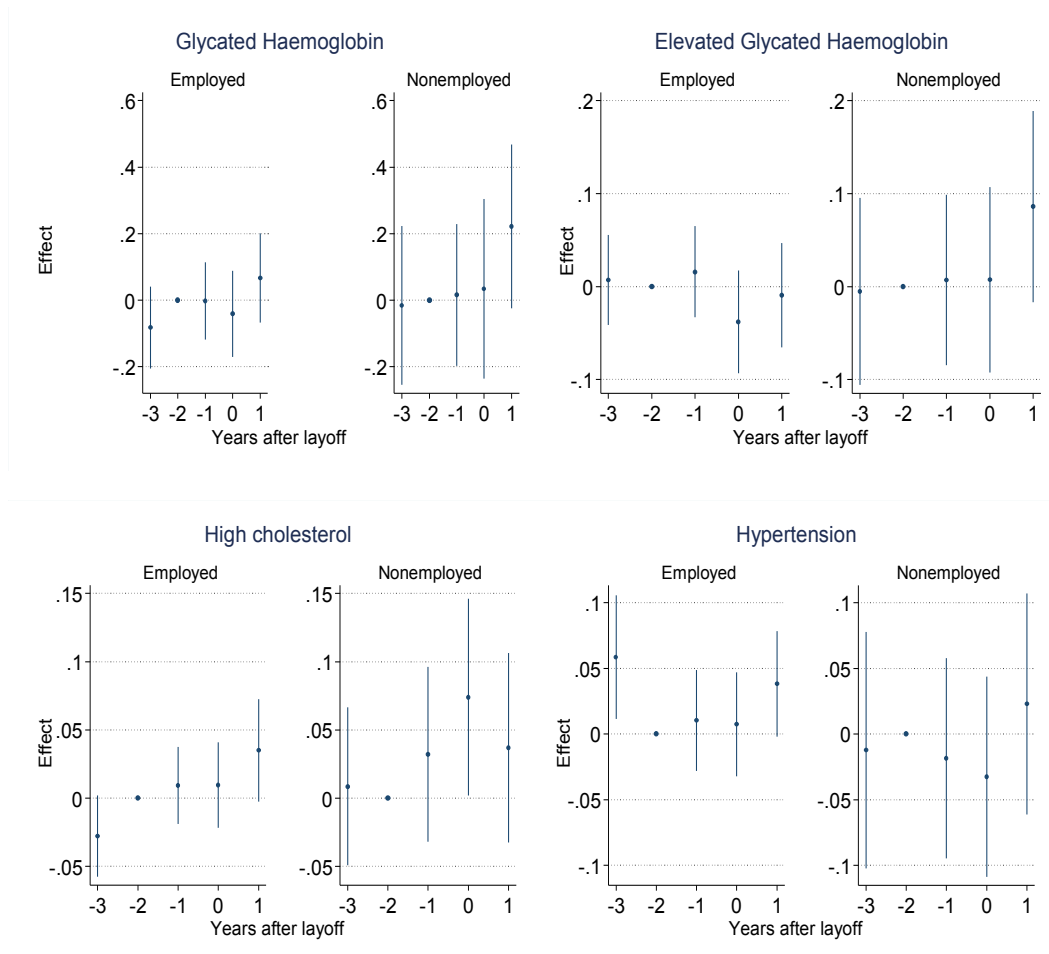 Glycated Haemoglobin
Employed
Nonemployed
Effect
.6
.4
.2
0
-.2
.6
.4
.2
0
-.2
-3 -2 -1 0 1
-3 -2 -1 0 1
Years after layoff
Elevated Glycated Haemoglobin
Employed
Nonemployed
Effect
.2
.1
0
-.1
.2
.1
0
-.1
-3 -2 -1 0 1
-3 -2 -1 0 1
Years after layoff
High cholesterol
Employed
Nonemployed
Effect
.15
.1
.05
0
-.05
.15
.1
.05
0
-.05
-3 -2 -1 0 1
-3 -2 -1 0 1
Years after layoff
Hypertension
Employed
Nonemployed
Effect
.1
.05
0
-.05
-.1
.1
.05
0
-.05
-.1
-3 -2 -1 0 1
-3 -2 -1 0 1
Years after layoff